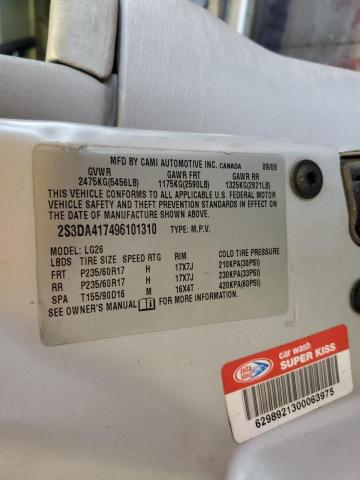 MFD BY CAMI AUTOMOTIVE INC. CANADA 09/08
GVWR GAWR FRT GAWR RR
2475KG(5456LB) 1175KG(2590LB) 1325KG(2921LB)
THIS VEHICLE CONFORMS TO ALL APPLICABLE U.S. FEDERAL MOTOR
VEHICLE SAFETY AND THEFT PREVENTION STANDARDS IN EFFECT ON THE
DATE OF MANUFACTURE SHOWN ABOVE.
2S3DA417496101310 TYPE: M.P.V.
MODEL: LG26
LBDS TIRE SIZE SPEED RTG RIM COLD TIRE PRESSURE
FRT P235/60R17 H 17X7J 210KPA(30PSI)
RR P235/60R17 H 17X7J 230KPA(33PSI)
SPA T155/90D16 M 16X4T 420KPA(60PSI)
SEE OWNER'S MANUAL FOR MORE INFORMATION.
car wash
SUPER KISS
6298921300063975